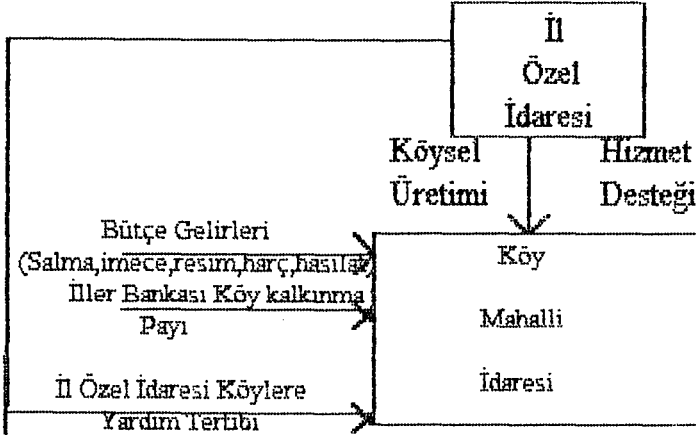 İl
Özel
İdaresi
Köysel Hizmet
Üretimi Desteği
Bütçe Gelirleri
(Salma,imece,resim,harç,hasılat)
İller Bankası Köy kalkınma
Payı
İl Özel İdaresi Köylere
Yardım Tertibi
Köy
Mahalli
İdaresi